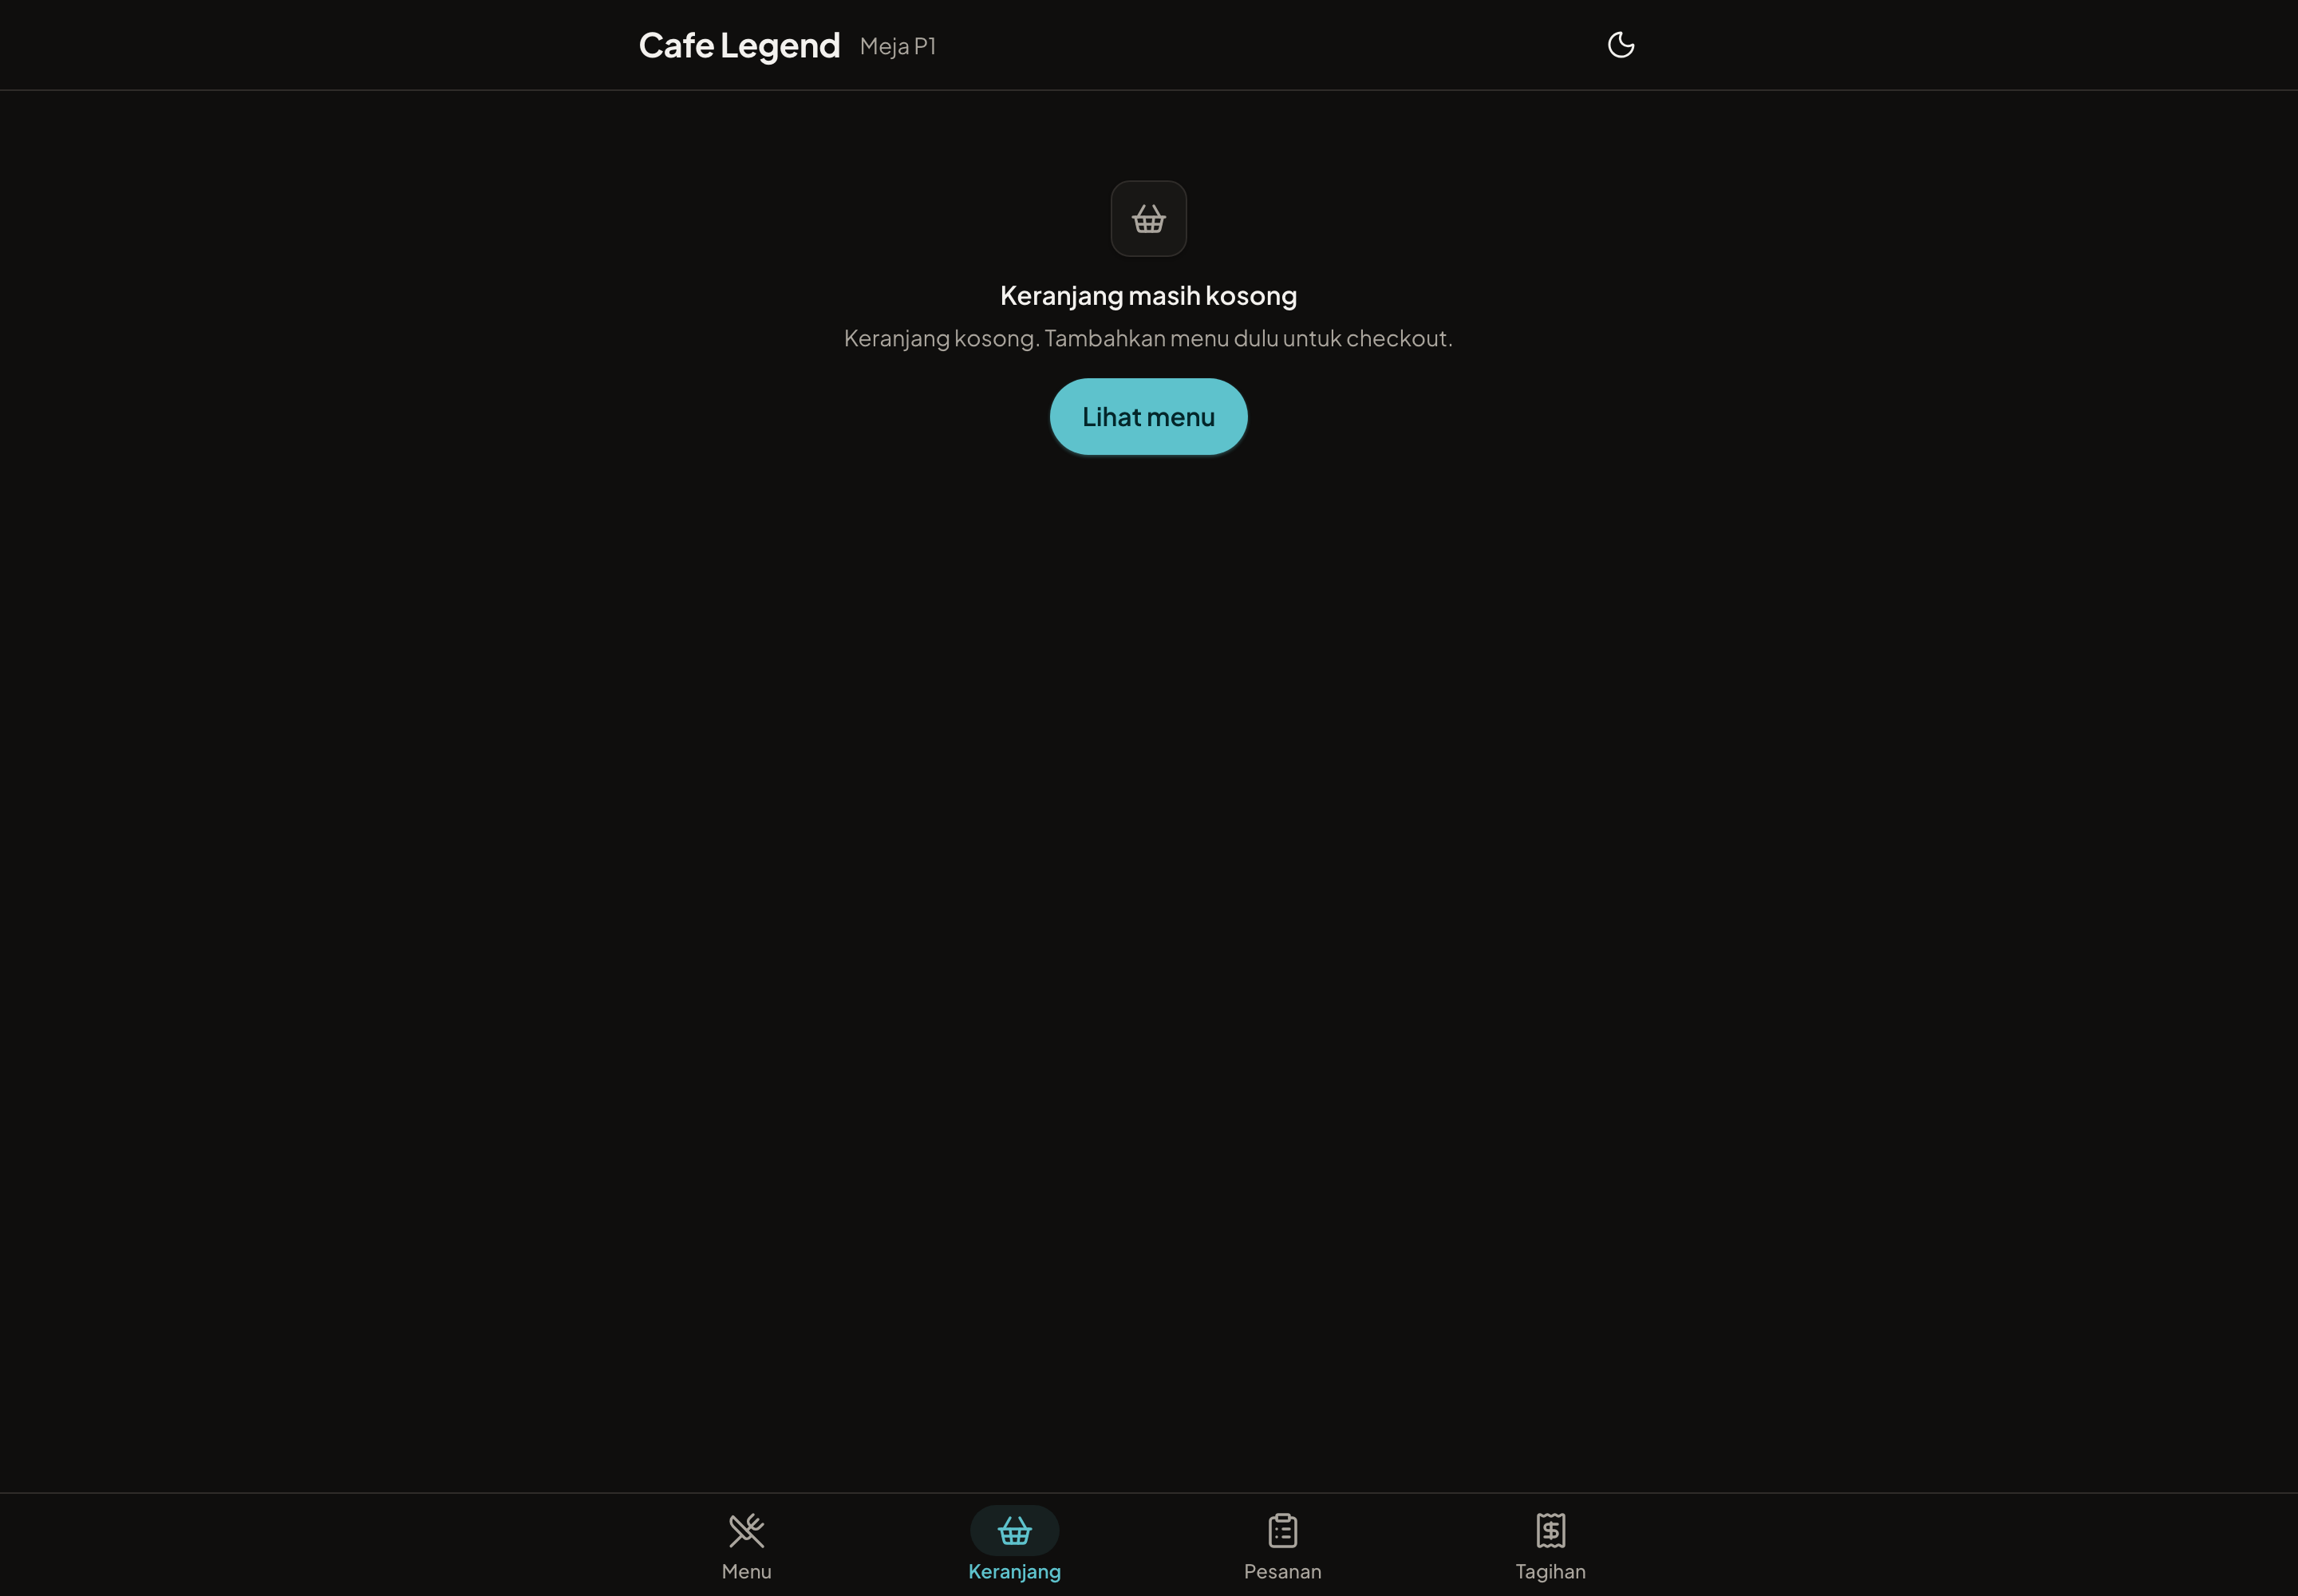 Cafe Legend Meja P1
Keranjang masih kosong
Keranjang kosong. Tambahkan menu dulu untuk checkout.
Lihat menu
Menu Keranjang Pesanan Tagihan